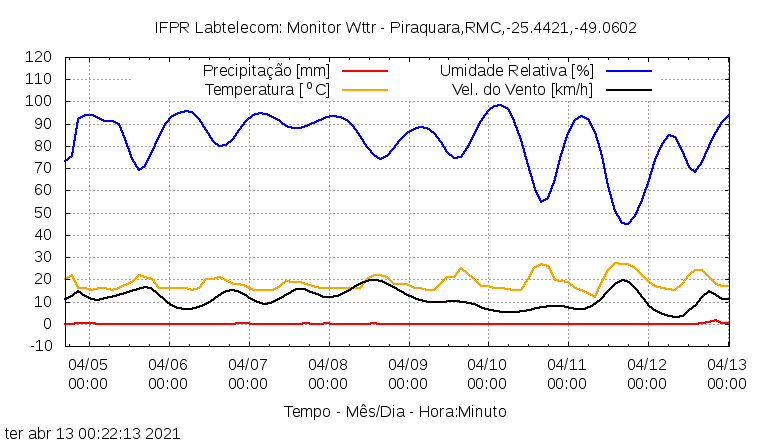 IFPR Labtelecom: Monitor Wttr - Piraquara,RMC,-25.4421,-49.0602
Precipitação [mm]
Temperatura [⁰C]
Umidade Relativa [%]
Vel. do Vento [km/h]
120
110
100
90
80
70
60
50
40
30
20
10
0
-10
04/05 04/06 04/07 04/08 04/09 04/10 04/11 04/12 04/13
00:00 00:00 00:00 00:00 00:00 00:00 00:00 00:00 00:00
Tempo - Mês/Dia - Hora:Minuto
ter abr 13 00:22:13 2021